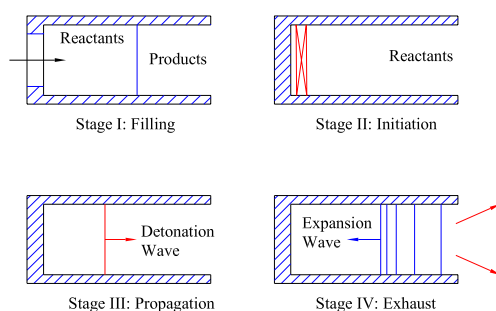 Reactants
Products
Stage I: Filling
Reactants
Stage II: Initiation
Detonation
Wave
Stage III: Propagation
Expansion
Wave
Stage IV: Exhaust